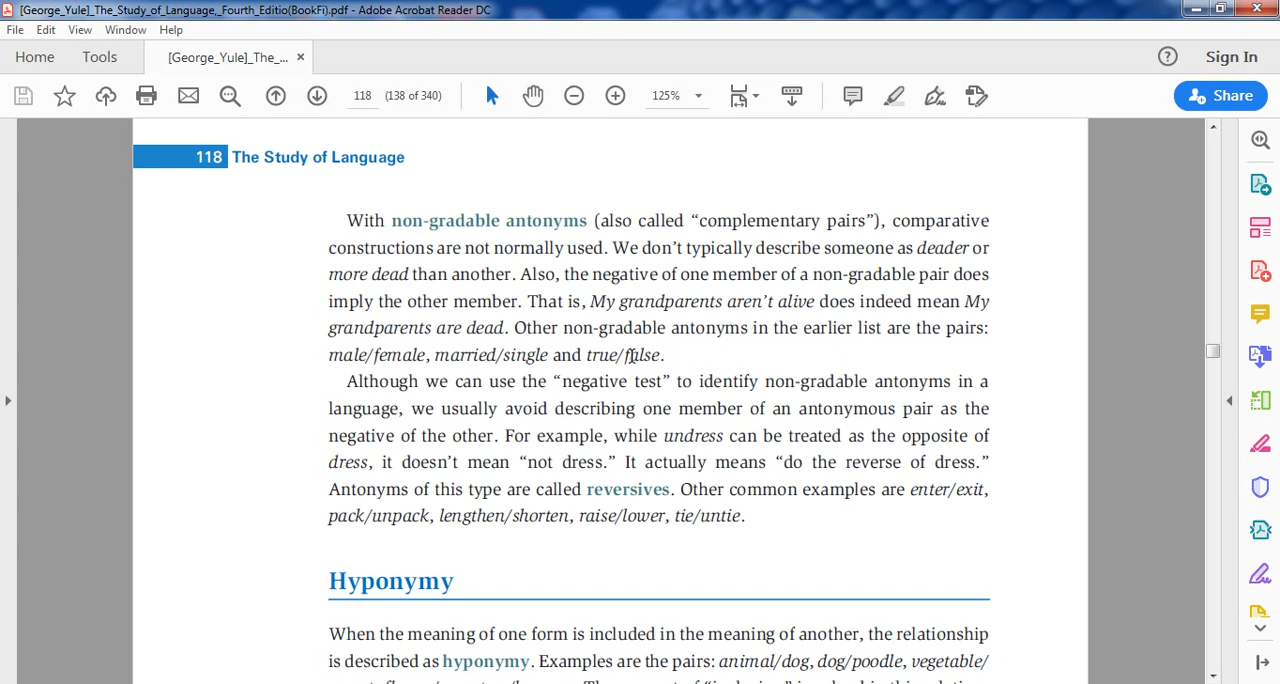 [George_Yule]_The_Study_of_Language,_Fourth_Editio(BookFi).pdf - Adobe Acrobat Reader DC
File Edit View Window Help
Home Tools [George_Yule]_The_... ×
? Sign In
118 (138 of 340) 125% Share
118 The Study of Language
With non-gradable antonyms (also called “complementary pairs”), comparative
constructions are not normally used. We don’t typically describe someone as deader or
more dead than another. Also, the negative of one member of a non-gradable pair does
imply the other member. That is, My grandparents aren’t alive does indeed mean My
grandparents are dead. Other non-gradable antonyms in the earlier list are the pairs:
male/female, married/single and true/false.
Although we can use the “negative test” to identify non-gradable antonyms in a
language, we usually avoid describing one member of an antonymous pair as the
negative of the other. For example, while undress can be treated as the opposite of
dress, it doesn’t mean “not dress.” It actually means “do the reverse of dress.”
Antonyms of this type are called reversives. Other common examples are enter/exit,
pack/unpack, lengthen/shorten, raise/lower, tie/untie.
Hyponymy
When the meaning of one form is included in the meaning of another, the relationship
is described as hyponymy. Examples are the pairs: animal/dog, dog/poodle, vegetable/